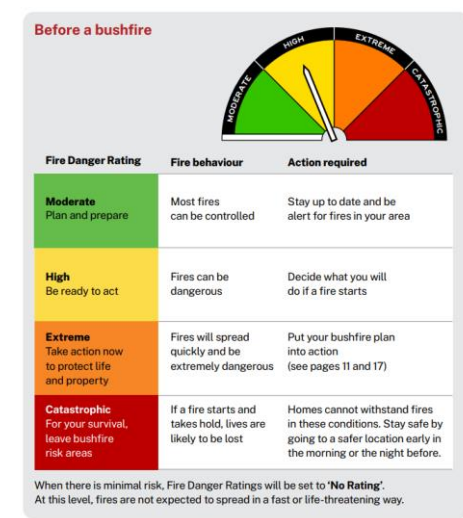 Before a bushfire
MODERATE
HIGH
EXTREME
CATASTROPHIC
Fire Danger Rating Fire behaviour Action required
Moderate
Plan and prepare
Most fires
can be controlled
Stay up to date and be
alert for fires in your area
High
Be ready to act
Fires can be
dangerous
Decide what you will
do if a fire starts
Extreme
Take action now
to protect life
and property
Fires will spread
quickly and be
extremely dangerous
Put your bushfire plan
into action
(see pages 11 and 17)
Catastrophic
For your survival,
leave bushfire
risk areas
If a fire starts and
takes hold, lives are
likely to be lost
Homes cannot withstand fires
in these conditions. Stay safe by
going to a safer location early in
the morning or the night before.
When there is minimal risk, Fire Danger Ratings will be set to 'No Rating'.
At this level, fires are not expected to spread in a fast or life-threatening way.